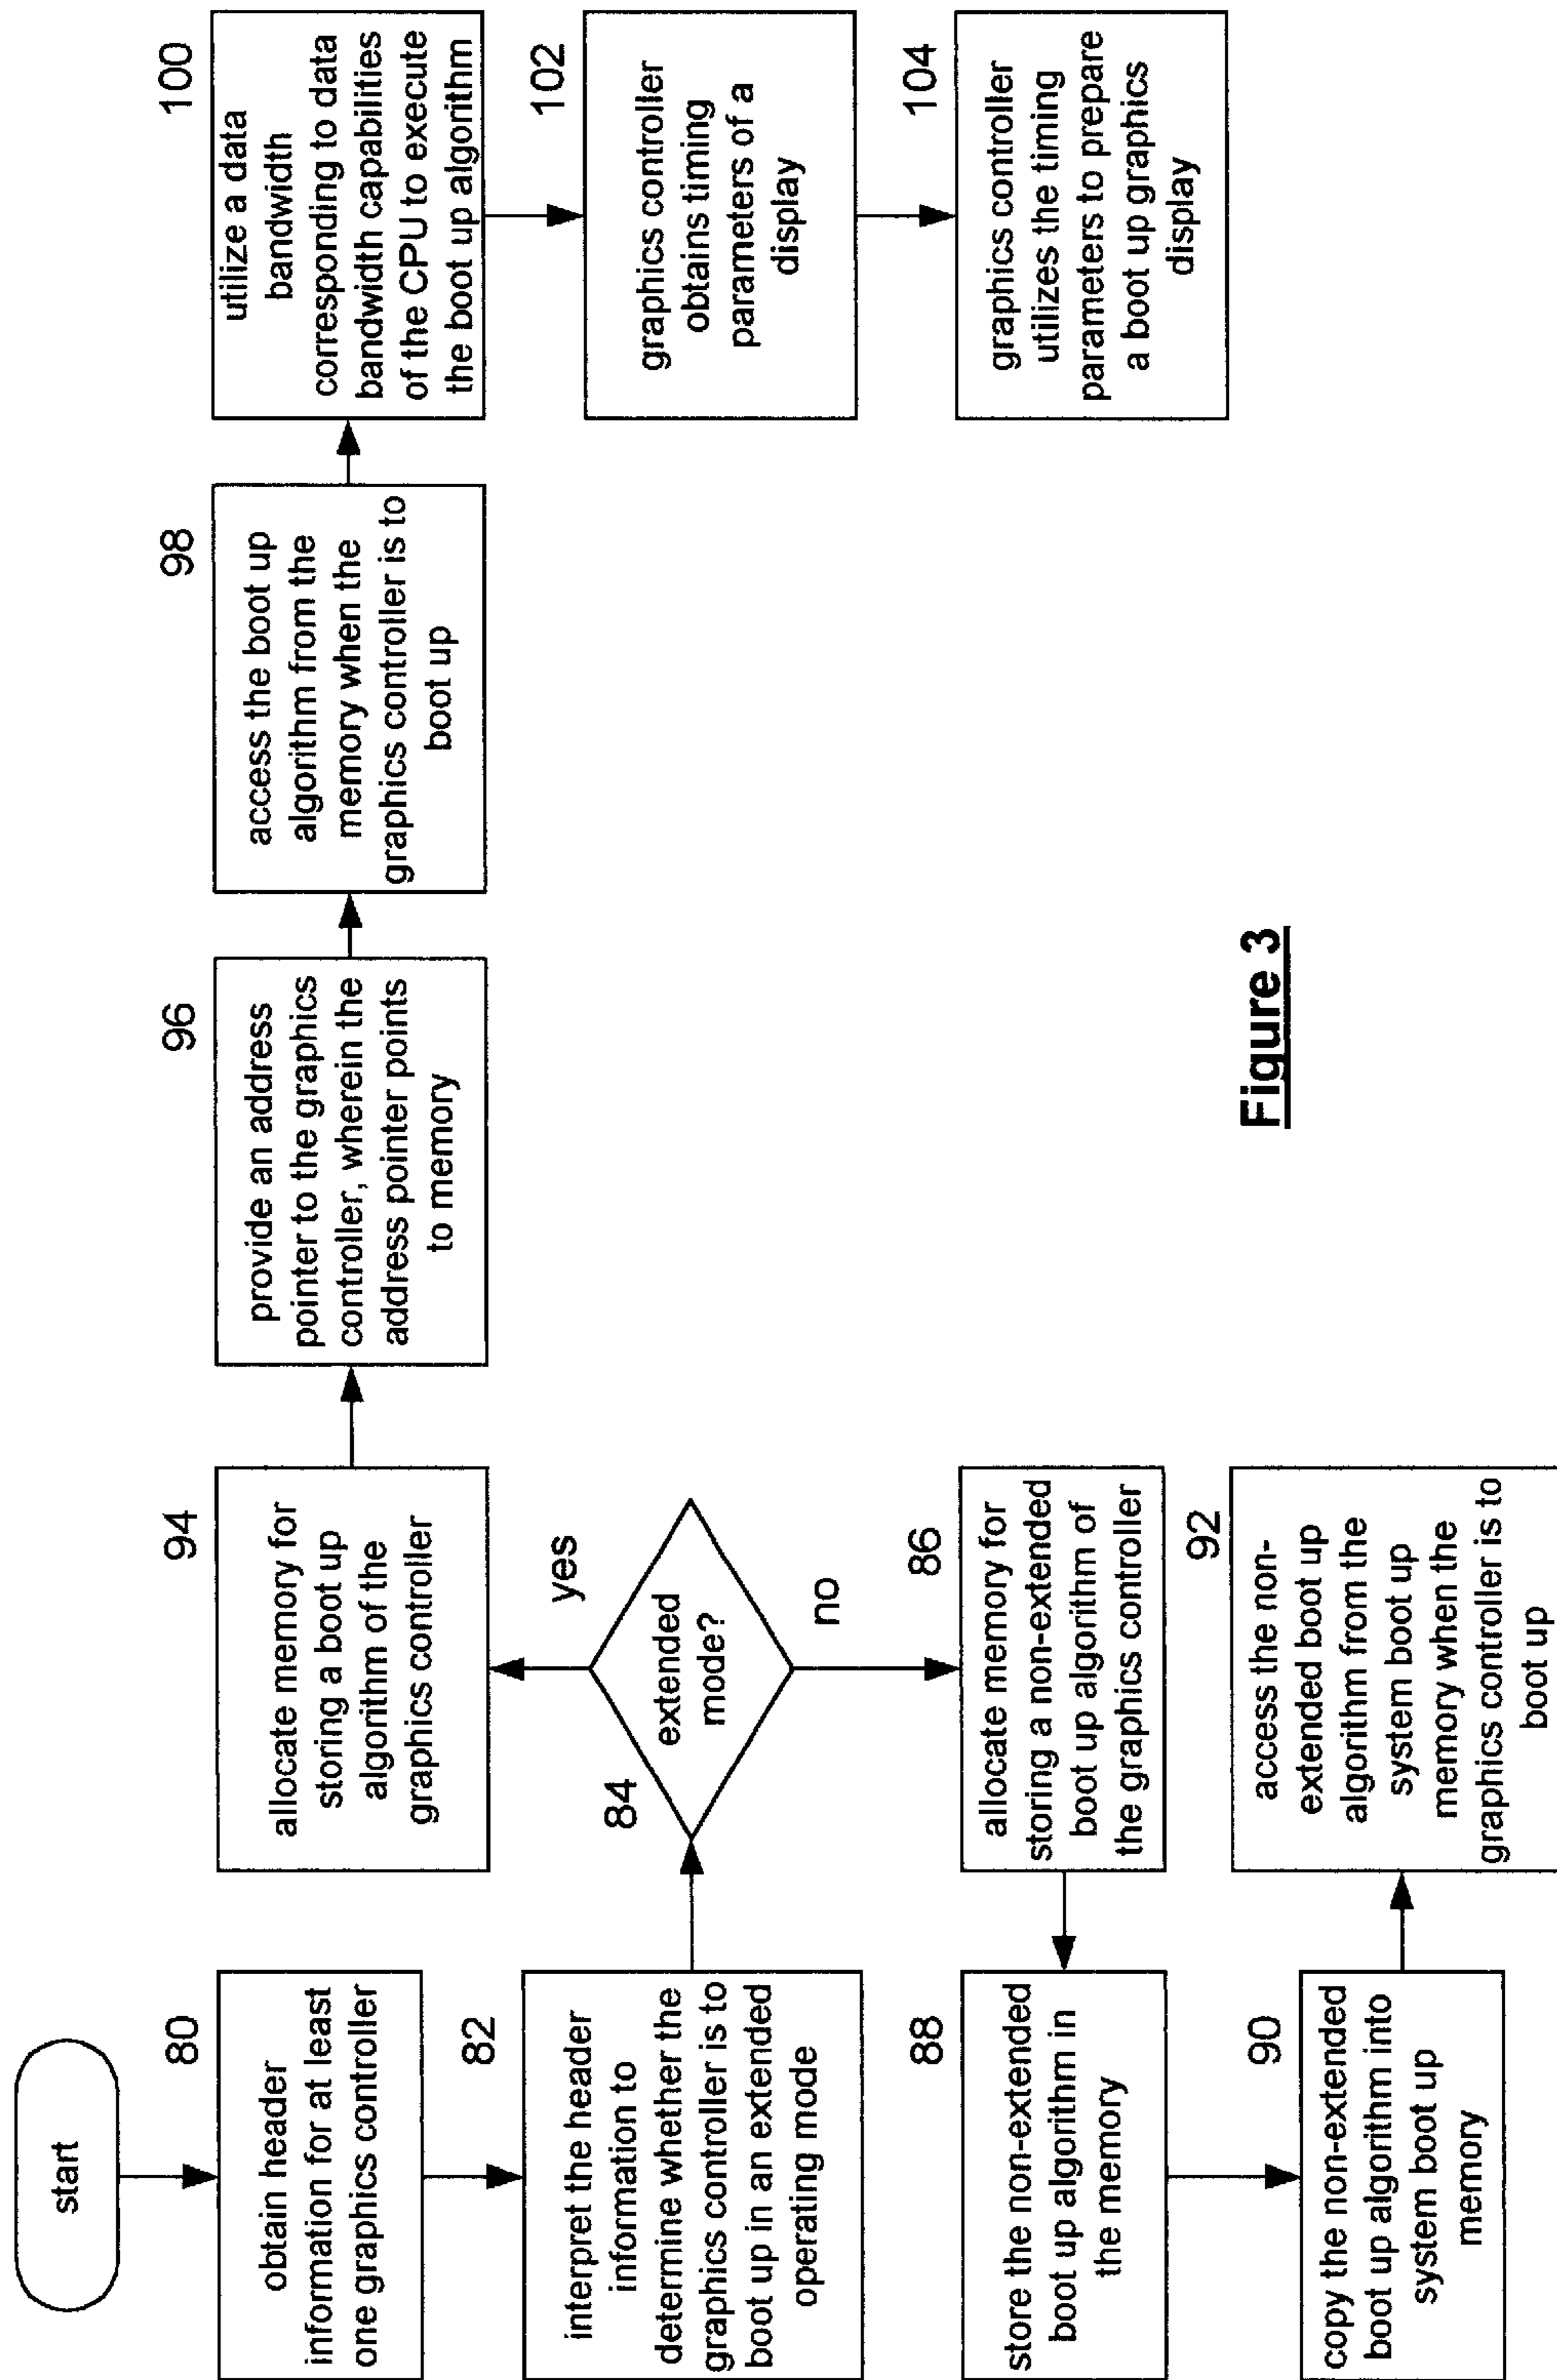 start
80
obtain header
information for at least
one graphics controller
82
interpret the header
information to
determine whether the
graphics controller is to
boot up in an extended
operating mode
84
extended
mode?
yes
no
86
allocate memory for
storing a non-extended
boot up algorithm of
the graphics controller
88
store the non-extended
boot up algorithm in
the memory
90
copy the non-extended
boot up algorithm into
system boot up
memory
92
access the non-
extended boot up
algorithm from the
system boot up
memory when the
graphics controller is to
boot up
94
allocate memory for
storing a boot up
algorithm of the
graphics controller
96
provide an address
pointer to the graphics
controller, wherein the
address pointer points
to memory
98
access the boot up
algorithm from the
memory when the
graphics controller is to
boot up
100
utilize a data
bandwidth
corresponding to data
bandwidth capabilities
of the CPU to execute
the boot up algorithm
102
graphics controller
obtains timing
parameters of a
display
104
graphics controller
utilizes the timing
parameters to prepare
a boot up graphics
display
Figure 3